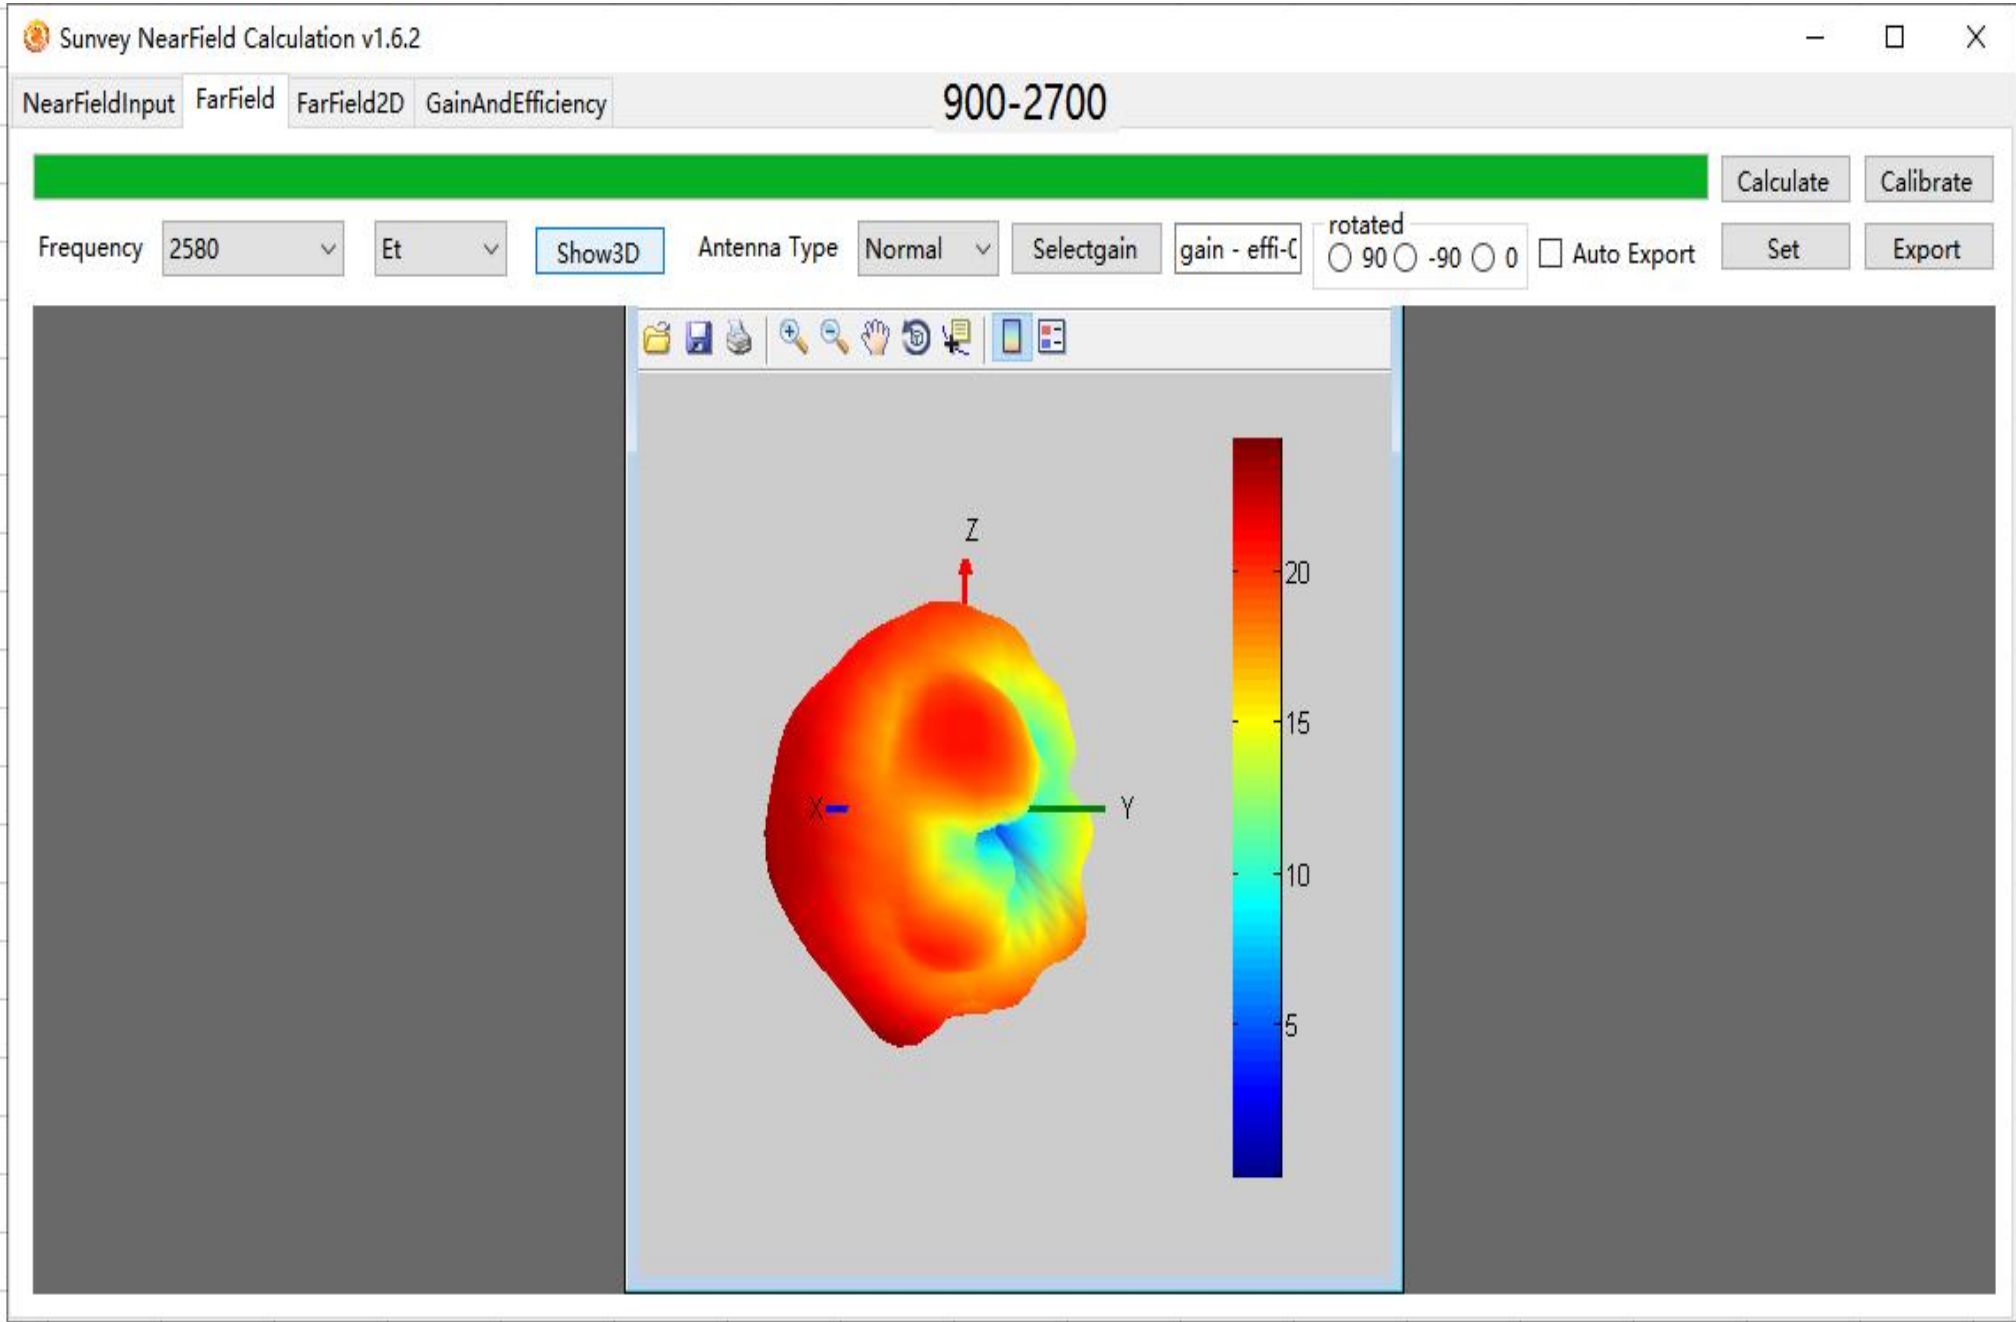 Sunvey NearField Calculation v1.6.2
NearFieldInput FarField FarField2D GainAndEfficiency 900-2700
Calculate Calibrate
Frequency 2580 Et Show3D Antenna Type Normal Selectgain gain - effi- rotated 90 -90 0 Auto Export Set Export
Z
20
15
X Y
10
5